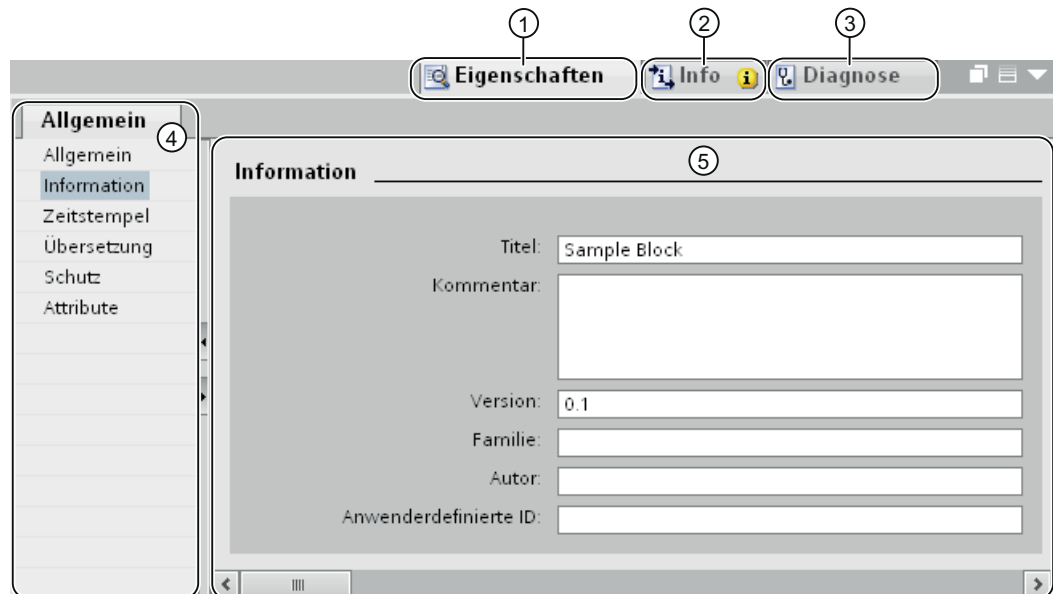 1 2 3
Eigenschaften Info Diagnose
Allgemein 4
Allgemein
Information
Zeitstempel
Übersetzung
Schutz
Attribute
Information 5
Titel: Sample Block
Kommentar:
Version: 0.1
Familie:
Autor:
Anwenderdefinierte ID: